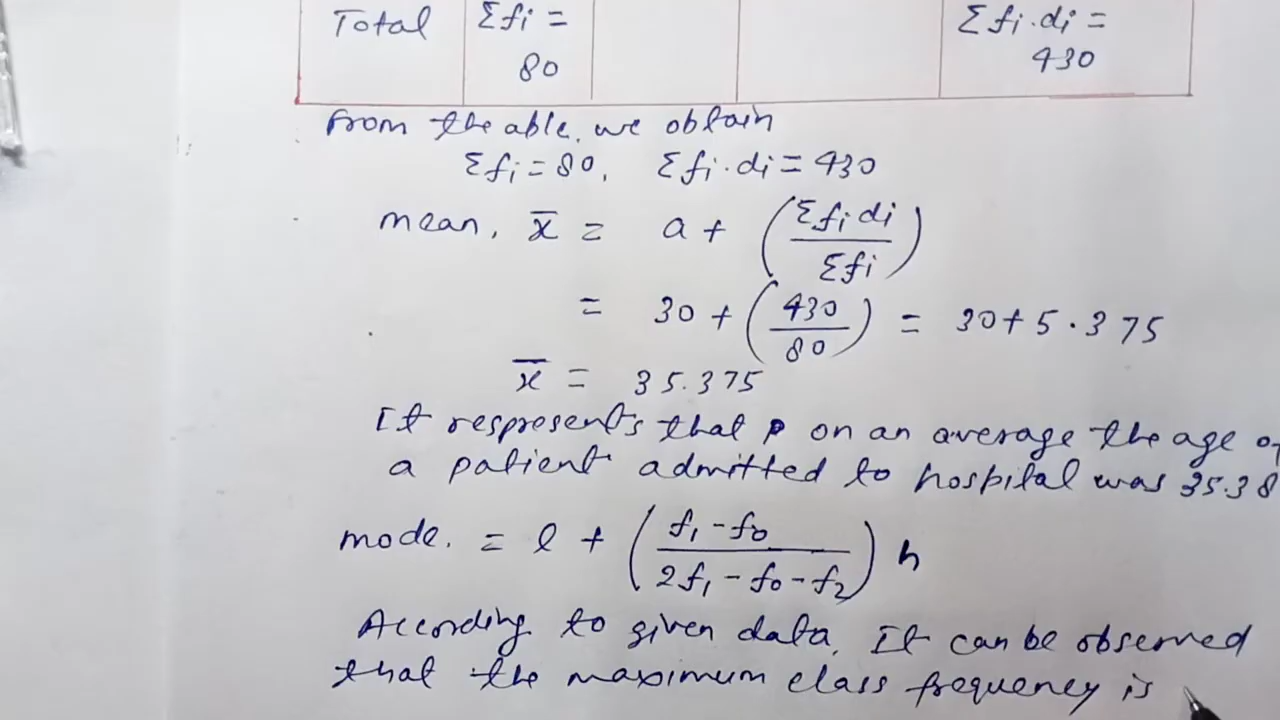 Total Σfi = Σfi.di =
80 430
from the able, we obtain
Σfi = 80, Σfi.di = 430
mean, x̄ = a + (Σfidi / Σfi)
= 30 + (430 / 80) = 30 + 5.375
x̄ = 35.375
It respresents that on an average the age of
a patient admitted to hospital was 35.38
mode. = l + (f₁ - f₀ / 2f₁ - f₀ - f₂) h
According to given data, It can be observed
that the maximum class frequency is